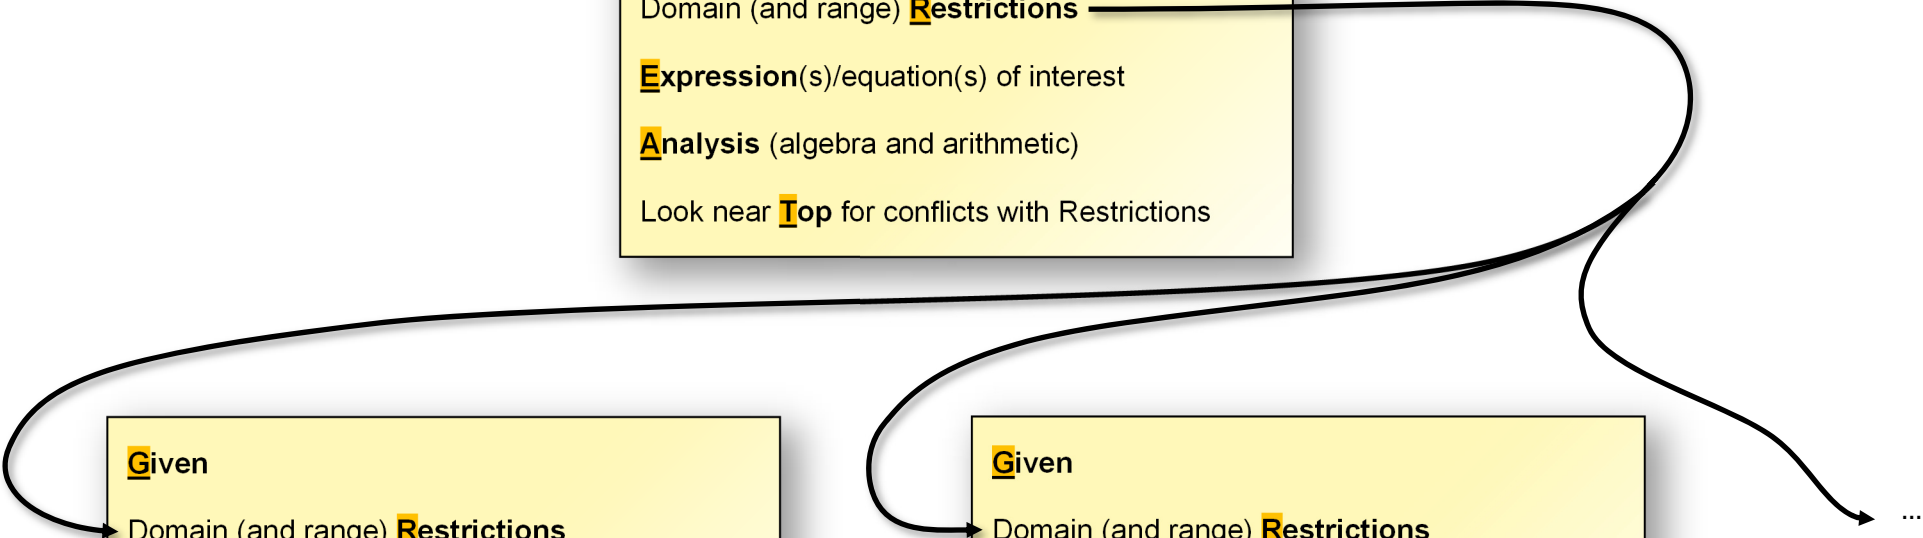 Domain (and range) Restrictions
Expression(s)/equation(s) of interest
Analysis (algebra and arithmetic)
Look near Top for conflicts with Restrictions
Given
Domain (and range) Restrictions
Given
Domain (and range) Restrictions
...